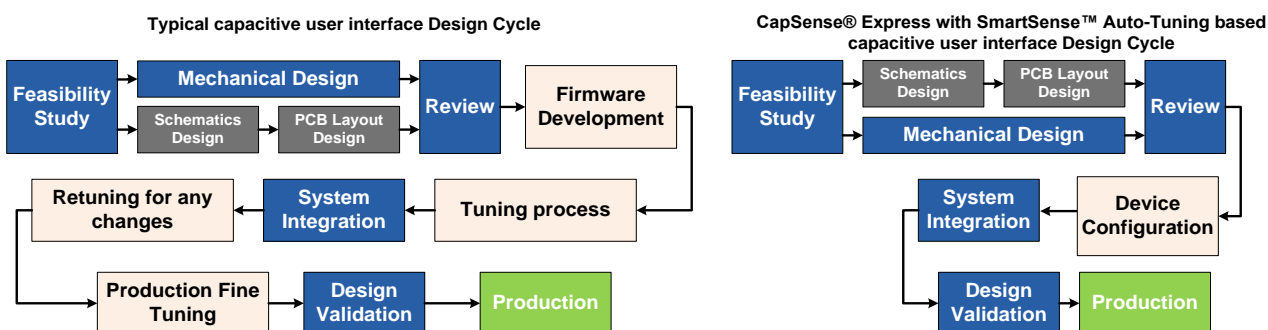 Typical capacitive user interface Design Cycle
Feasibility
Study
Mechanical Design
Schematics
Design
PCB Layout
Design
Review
Firmware
Development
Retuning for any
changes
System
Integration
Tuning process
Production Fine
Tuning
Design
Validation
Production
CapSense® Express with SmartSense™ Auto-Tuning based
capacitive user interface Design Cycle
Feasibility
Study
Schematics
Design
PCB Layout
Design
Mechanical Design
Review
System
Integration
Device
Configuration
Design
Validation
Production